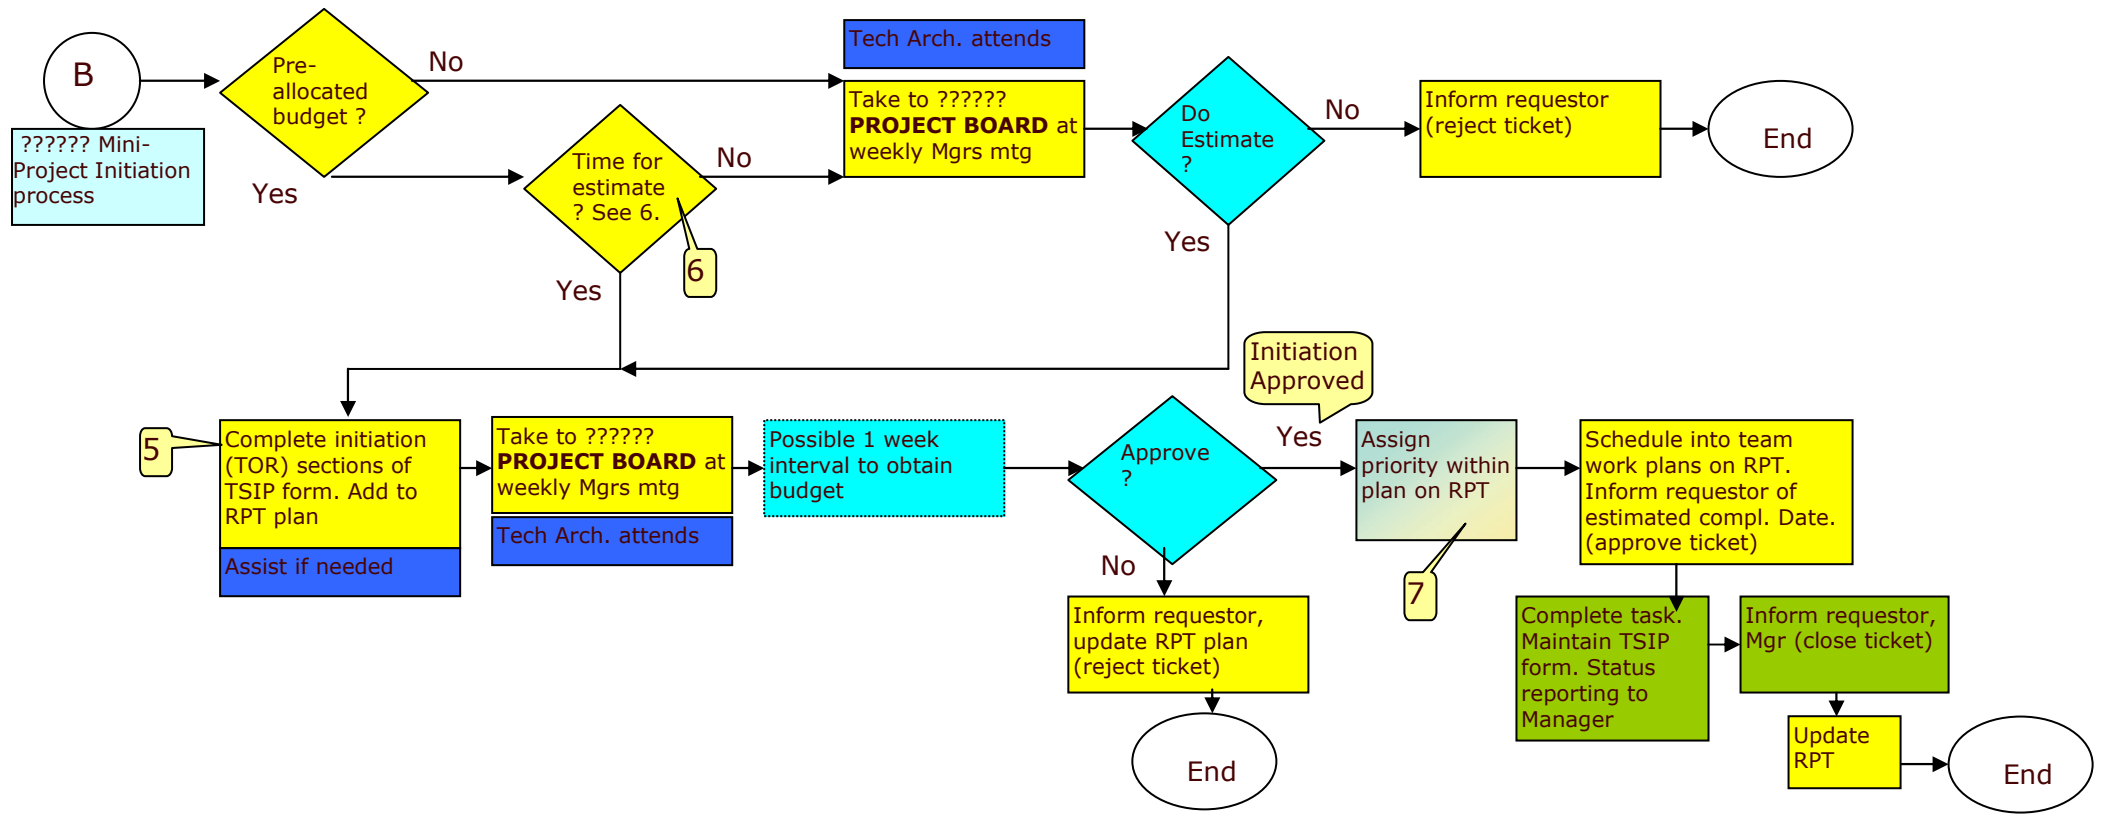 B
?????? Mini-
Project Initiation
process
Pre-
allocated
budget ?
No
Yes
Time for
estimate
? See 6.
No
6
Yes
Tech Arch. attends
Take to ??????
PROJECT BOARD at
weekly Mgrs mtg
Do
Estimate
?
No
Yes
Inform requestor
(reject ticket)
End
5
Complete initiation
(TOR) sections of
TSIP form. Add to
RPT plan
Assist if needed
Take to ??????
PROJECT BOARD at
weekly Mgrs mtg
Tech Arch. attends
Possible 1 week
interval to obtain
budget
Approve
?
Initiation
Approved
Yes
No
Inform requestor,
update RPT plan
(reject ticket)
End
Assign
priority within
plan on RPT
7
Schedule into team
work plans on RPT.
Inform requestor of
estimated compl. Date.
(approve ticket)
Complete task.
Maintain TSIP
form. Status
reporting to
Manager
Inform requestor,
Mgr (close ticket)
Update
RPT
End